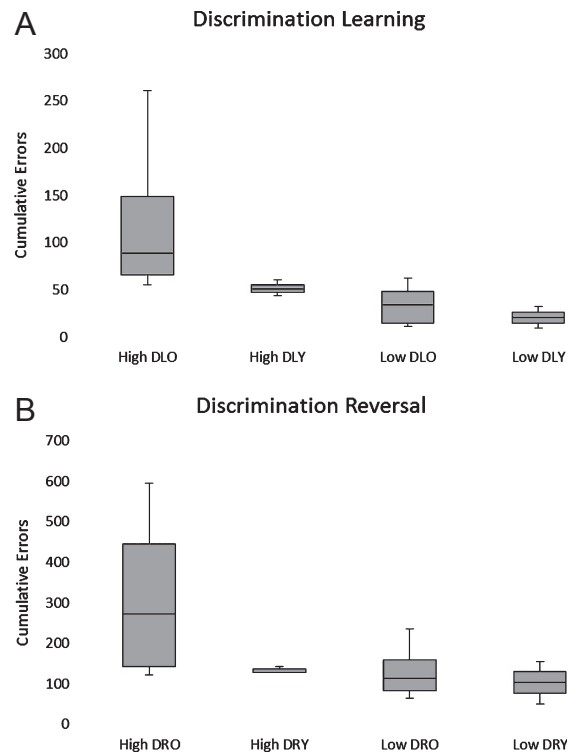 A
Discrimination Learning
Cumulative Errors
300
250
200
150
100
50
0
High DLO High DLY Low DLO Low DLY
B
Discrimination Reversal
Cumulative Errors
700
600
500
400
300
200
100
0
High DRO High DRY Low DRO Low DRY